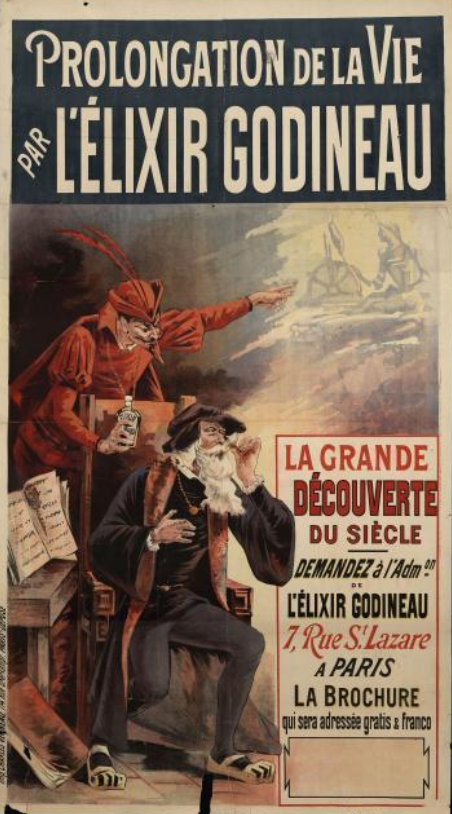 PROLONGATION DE LA VIE
PAR L'ÉLIXIR GODINEAU
LA GRANDE
DÉCOUVERTE
DU SIÈCLE
DEMANDEZ à l'Admon
DE
L'ÉLIXIR GODINEAU
7, Rue St Lazare
A PARIS
LA BROCHURE
qui sera adressée gratis & franco